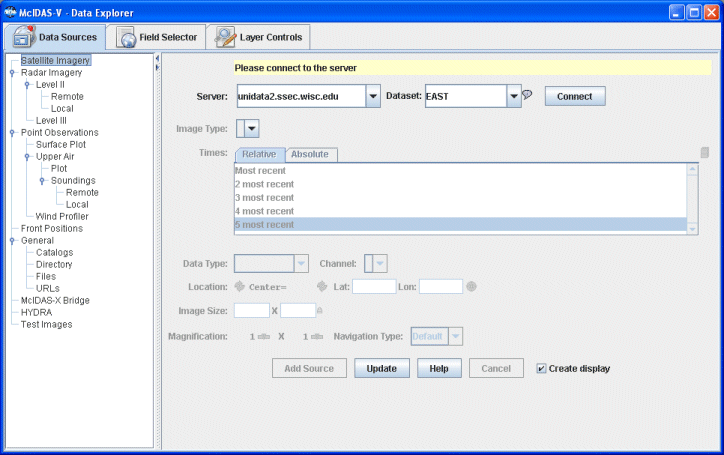 McIDAS-V - Data Explorer
Data Sources Field Selector Layer Controls
Satellite Imagery
Radar Imagery
Level II
Remote
Local
Level III
Point Observations
Surface Plot
Upper Air
Plot
Soundings
Remote
Local
Wind Profiler
Front Positions
General
Catalogs
Directory
Files
URLs
McIDAS-X Bridge
HYDRA
Test Images
Please connect to the server
Server: unidata2.ssec.wisc.edu Dataset: EAST Connect
Image Type:
Times: Relative Absolute
Most recent
2 most recent
3 most recent
4 most recent
5 most recent
Data Type: Channel:
Location: Center= Lat: Lon:
Image Size: X
Magnification: 1 X 1 Navigation Type: Default
Add Source Update Help Cancel Create display